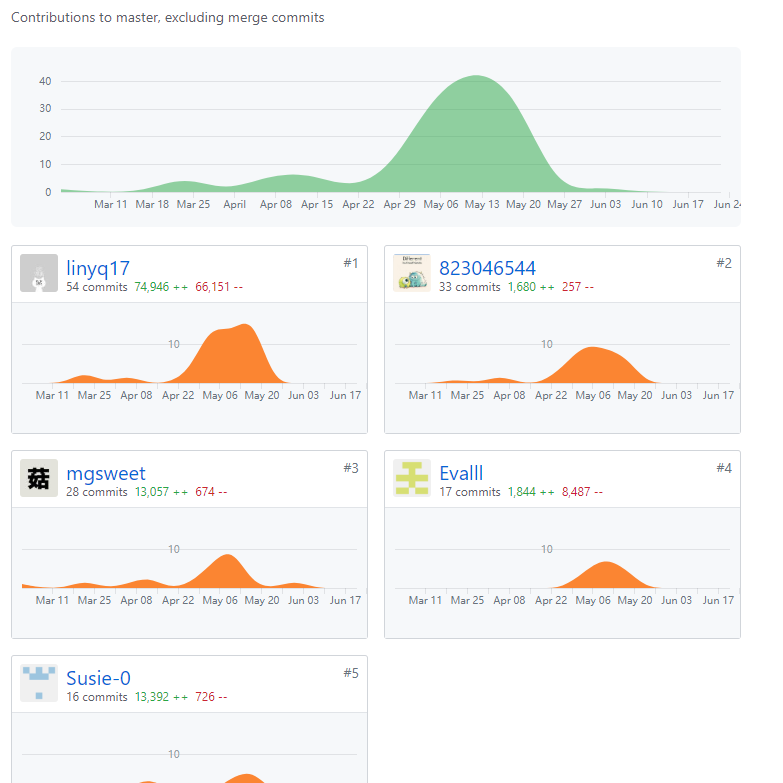 Contributions to master, excluding merge commits
40
30
20
10
0
Mar 11 Mar 18 Mar 25 April Apr 08 Apr 15 Apr 22 Apr 29 May 06 May 13 May 20 May 27 Jun 03 Jun 10 Jun 17 Jun 24
linyq17 #1
54 commits 74,946 ++ 66,151 --
10
Mar 11 Mar 25 Apr 08 Apr 22 May 06 May 20 Jun 03 Jun 17
Different
823046544 #2
33 commits 1,680 ++ 257 --
10
Mar 11 Mar 25 Apr 08 Apr 22 May 06 May 20 Jun 03 Jun 17
菇
mgsweet #3
28 commits 13,057 ++ 674 --
10
Mar 11 Mar 25 Apr 08 Apr 22 May 06 May 20 Jun 03 Jun 17
Evalll #4
17 commits 1,844 ++ 8,487 --
10
Mar 11 Mar 25 Apr 08 Apr 22 May 06 May 20 Jun 03 Jun 17
Susie-0 #5
16 commits 13,392 ++ 726 --
10